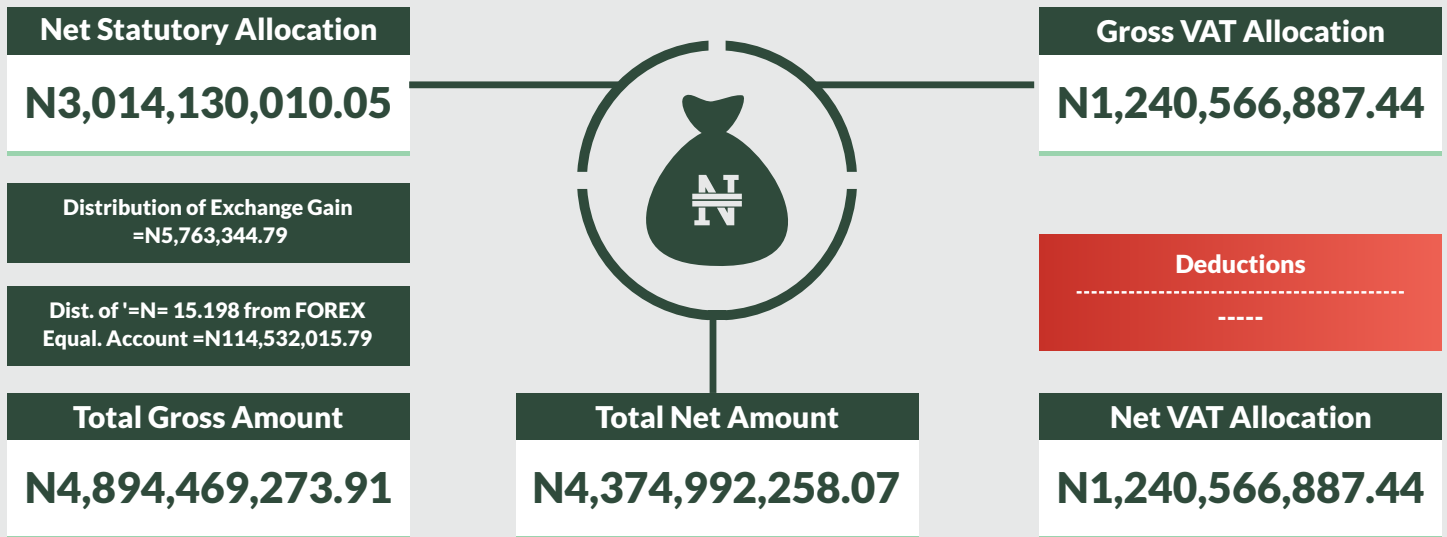 Net Statutory Allocation
N3,014,130,010.05
Distribution of Exchange Gain
=N5,763,344.79
Dist. of '=N= 15.198 from FOREX
Equal. Account =N114,532,015.79
Total Gross Amount
N4,894,469,273.91
₦
Total Net Amount
N4,374,992,258.07
Gross VAT Allocation
N1,240,566,887.44
Deductions
--------------------------------------------
-----
Net VAT Allocation
N1,240,566,887.44